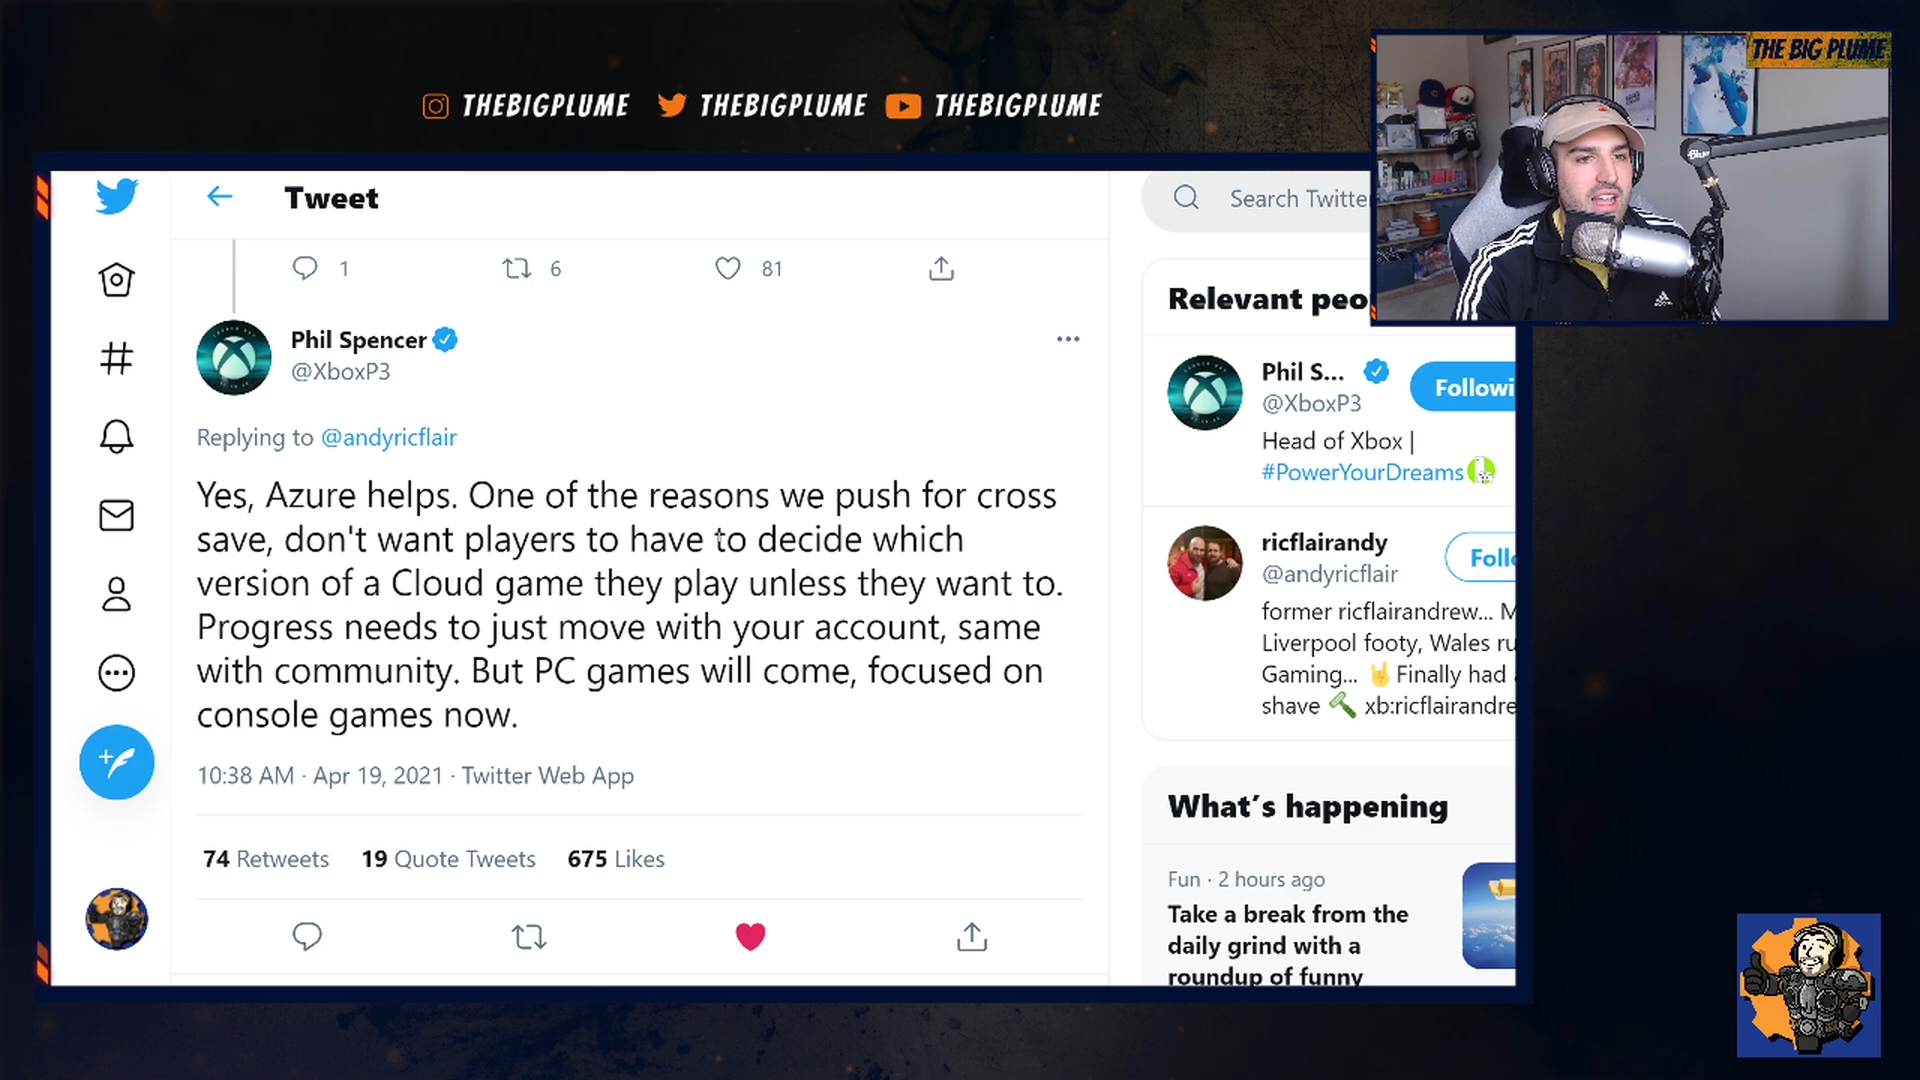 THE BIG PLUME
THEBIGPLUME THEBIGPLUME THEBIGPLUME
Tweet
Search Twitter
1 6 81
Phil Spencer
@XboxP3
Replying to @andyricflair
Yes, Azure helps. One of the reasons we push for cross
save, don't want players to have to decide which
version of a Cloud game they play unless they want to.
Progress needs to just move with your account, same
with community. But PC games will come, focused on
console games now.
10:38 AM · Apr 19, 2021 · Twitter Web App
74 Retweets 19 Quote Tweets 675 Likes
Relevant peo
Phil S...
@XboxP3
Followi
Head of Xbox |
#PowerYourDreams
ricflairandy
@andyricflair
Foll
former ricflairandrew... M
Liverpool footy, Wales ru
Gaming... 🤘Finally had
shave 🪒 xb:ricflairandre
What's happening
Fun · 2 hours ago
Take a break from the
daily grind with a
roundup of funny
Blue